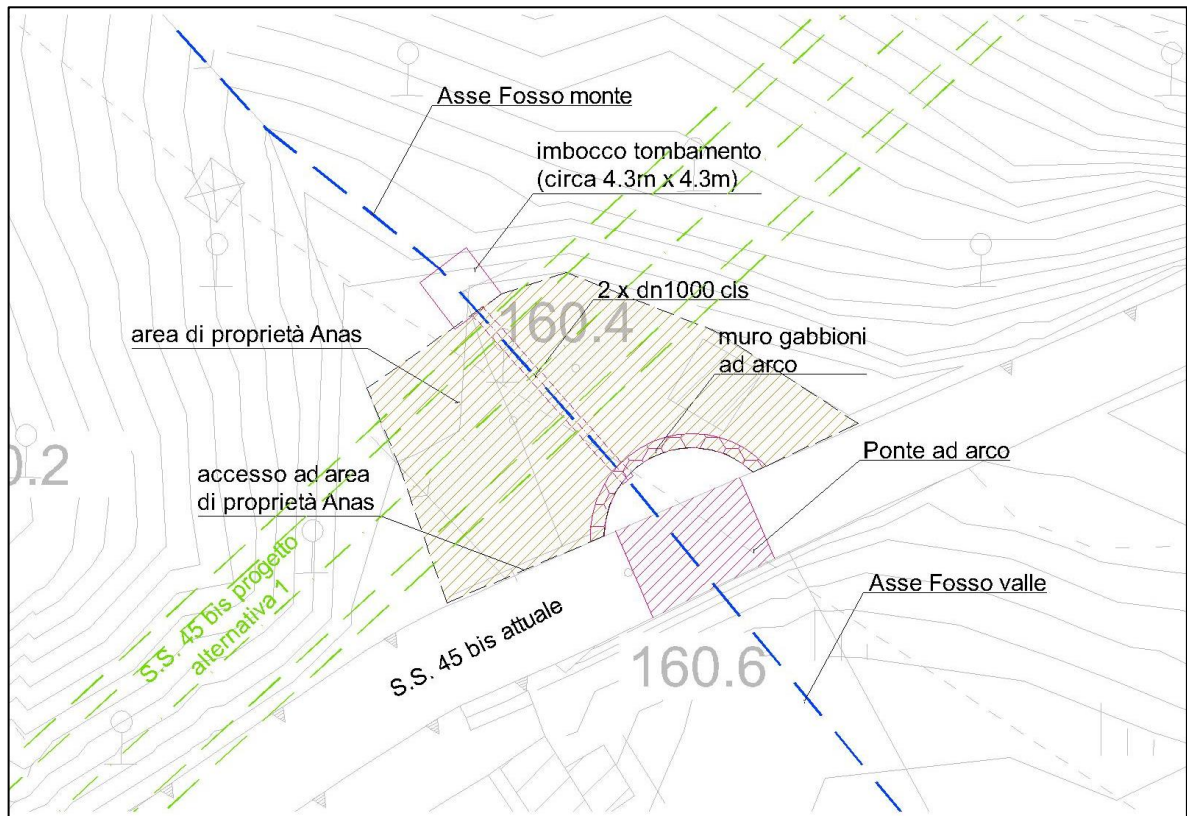 Asse Fosso monte
imbocco tombamento
(circa 4.3m x 4.3m)
2 x dn1000 cls
160.4
area di proprietà Anas
muro gabbioni
ad arco
Ponte ad arco
0.2
accesso ad area
di proprietà Anas
S.S. 45 bis progetto
alternativa 1
Asse Fosso valle
S.S. 45 bis attuale
160.6